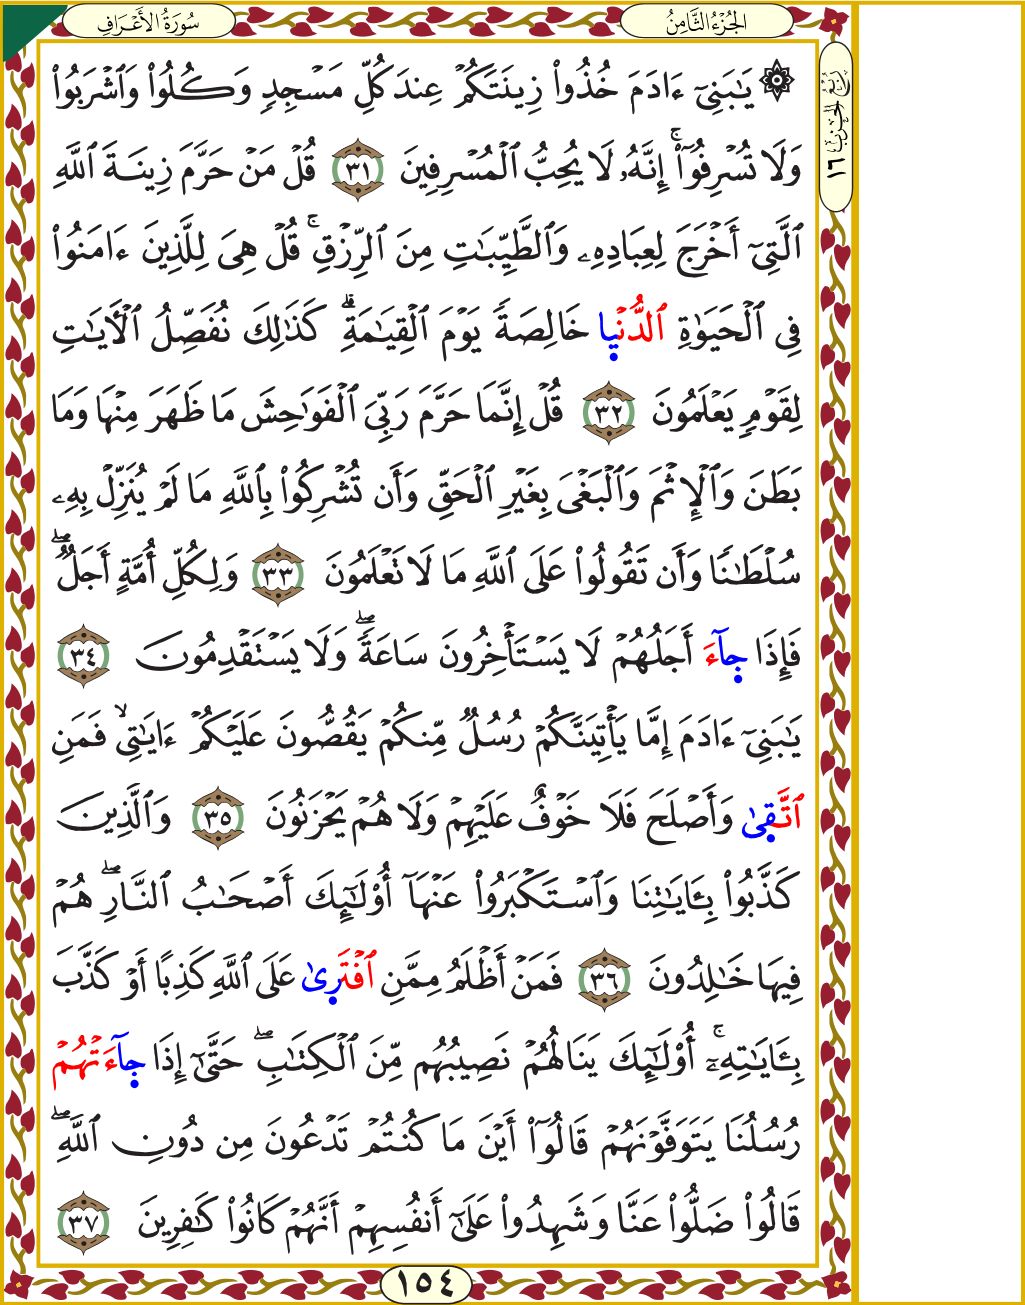 سُورَةُ الأَعْرَافِ
الجُزْءُ الثَّامِنُ
رُبْعُ الحِزْبِ ١٦
۞ يَٰبَنِيٓ ءَادَمَ خُذُواْ زِينَتَكُمْ عِندَ كُلِّ مَسْجِدٍ وَكُلُواْ وَٱشْرَبُواْ
وَلَا تُسْرِفُوٓاْۚ إِنَّهُۥ لَا يُحِبُّ ٱلْمُسْرِفِينَ ٣١ قُلْ مَنْ حَرَّمَ زِينَةَ ٱللَّهِ
ٱلَّتِيٓ أَخْرَجَ لِعِبَادِهِۦ وَٱلطَّيِّبَٰتِ مِنَ ٱلرِّزْقِۚ قُلْ هِيَ لِلَّذِينَ ءَامَنُواْ
فِي ٱلْحَيَوٰةِ ٱلدُّنْيٜا خَالِصَةً يَوْمَ ٱلْقِيَٰمَةِۗ كَذَٰلِكَ نُفَصِّلُ ٱلْأٓيَٰتِ
لِقَوْمٍ يَعْلَمُونَ ٣٢ قُلْ إِنَّمَا حَرَّمَ رَبِّيَ ٱلْفَوَٰحِشَ مَا ظَهَرَ مِنْهَا وَمَا
بَطَنَ وَٱلْإِثْمَ وَٱلْبَغْيَ بِغَيْرِ ٱلْحَقِّ وَأَن تُشْرِكُواْ بِٱللَّهِ مَا لَمْ يُنَزِّلْ بِهِۦ
سُلْطَٰنًا وَأَن تَقُولُواْ عَلَى ٱللَّهِ مَا لَا تَعْلَمُونَ ٣٣ وَلِكُلِّ أُمَّةٍ أَجَلٌۖ
فَإِذَا جٜآءَ أَجَلُهُمْ لَا يَسْتَأْخِرُونَ سَاعَةً ۖ وَلَا يَسْتَقْدِمُونَ ٣٤
يَٰبَنِيٓ ءَادَمَ إِمَّا يَأْتِيَنَّكُمْ رُسُلٌ مِّنكُمْ يَقُصُّونَ عَلَيْكُمْ ءَايَٰتِيۙ فَمَنِ
ٱتَّقٜىٰ وَأَصْلَحَ فَلَا خَوْفٌ عَلَيْهِمْ وَلَا هُمْ يَحْزَنُونَ ٣٥ وَٱلَّذِينَ
كَذَّبُواْ بِـَٔايَٰتِنَا وَٱسْتَكْبَرُواْ عَنْهَآ أُوْلَٰٓئِكَ أَصْحَٰبُ ٱلنَّارِۖ هُمْ
فِيهَا خَٰلِدُونَ ٣٦ فَمَنْ أَظْلَمُ مِمَّنِ ٱفْتَرٜىٰ عَلَى ٱللَّهِ كَذِبًا أَوْ كَذَّبَ
بِـَٔايَٰتِهِۦٓۚ أُوْلَٰٓئِكَ يَنَالُهُمْ نَصِيبُهُم مِّنَ ٱلْكِتَٰبِۖ حَتَّىٰٓ إِذَا جٜآءَتْهُمْ
رُسُلُنَا يَتَوَفَّوْنَهُمْ قَالُوٓاْ أَيْنَ مَا كُنتُمْ تَدْعُونَ مِن دُونِ ٱللَّهِۖ
قَالُواْ ضَلُّواْ عَنَّا وَشَهِدُواْ عَلَىٰٓ أَنفُسِهِمْ أَنَّهُمْ كَانُواْ كَٰفِرِينَ ٣٧
١٥٤